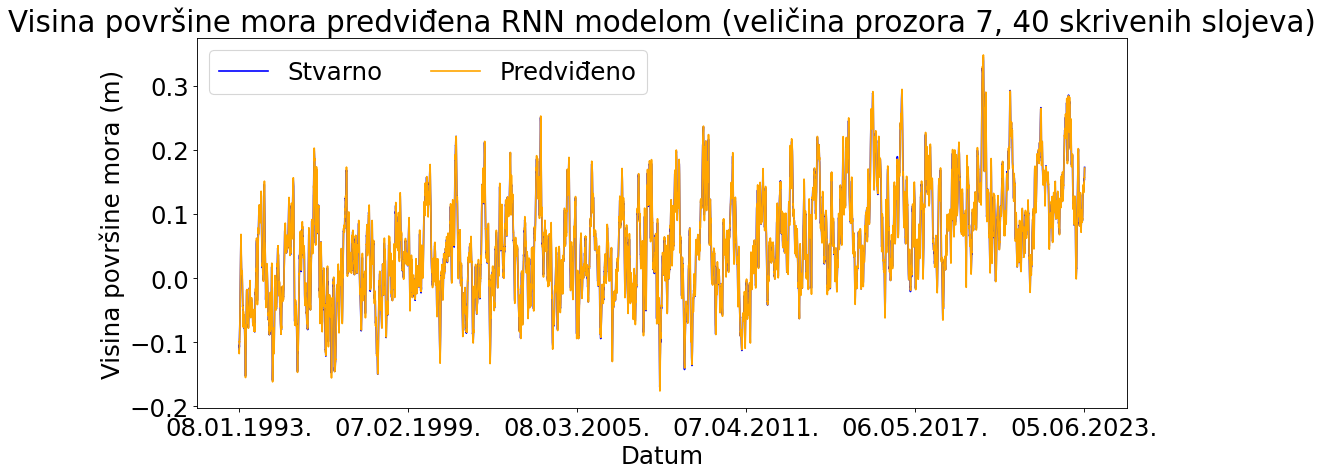 Visina površine mora predviđena RNN modelom (veličina prozora 7, 40 skrivenih slojeva)
Stvarno Predviđeno
Visina površine mora (m)
0.3
0.2
0.1
0.0
−0.1
−0.2
08.01.1993. 07.02.1999. 08.03.2005. 07.04.2011. 06.05.2017. 05.06.2023.
Datum